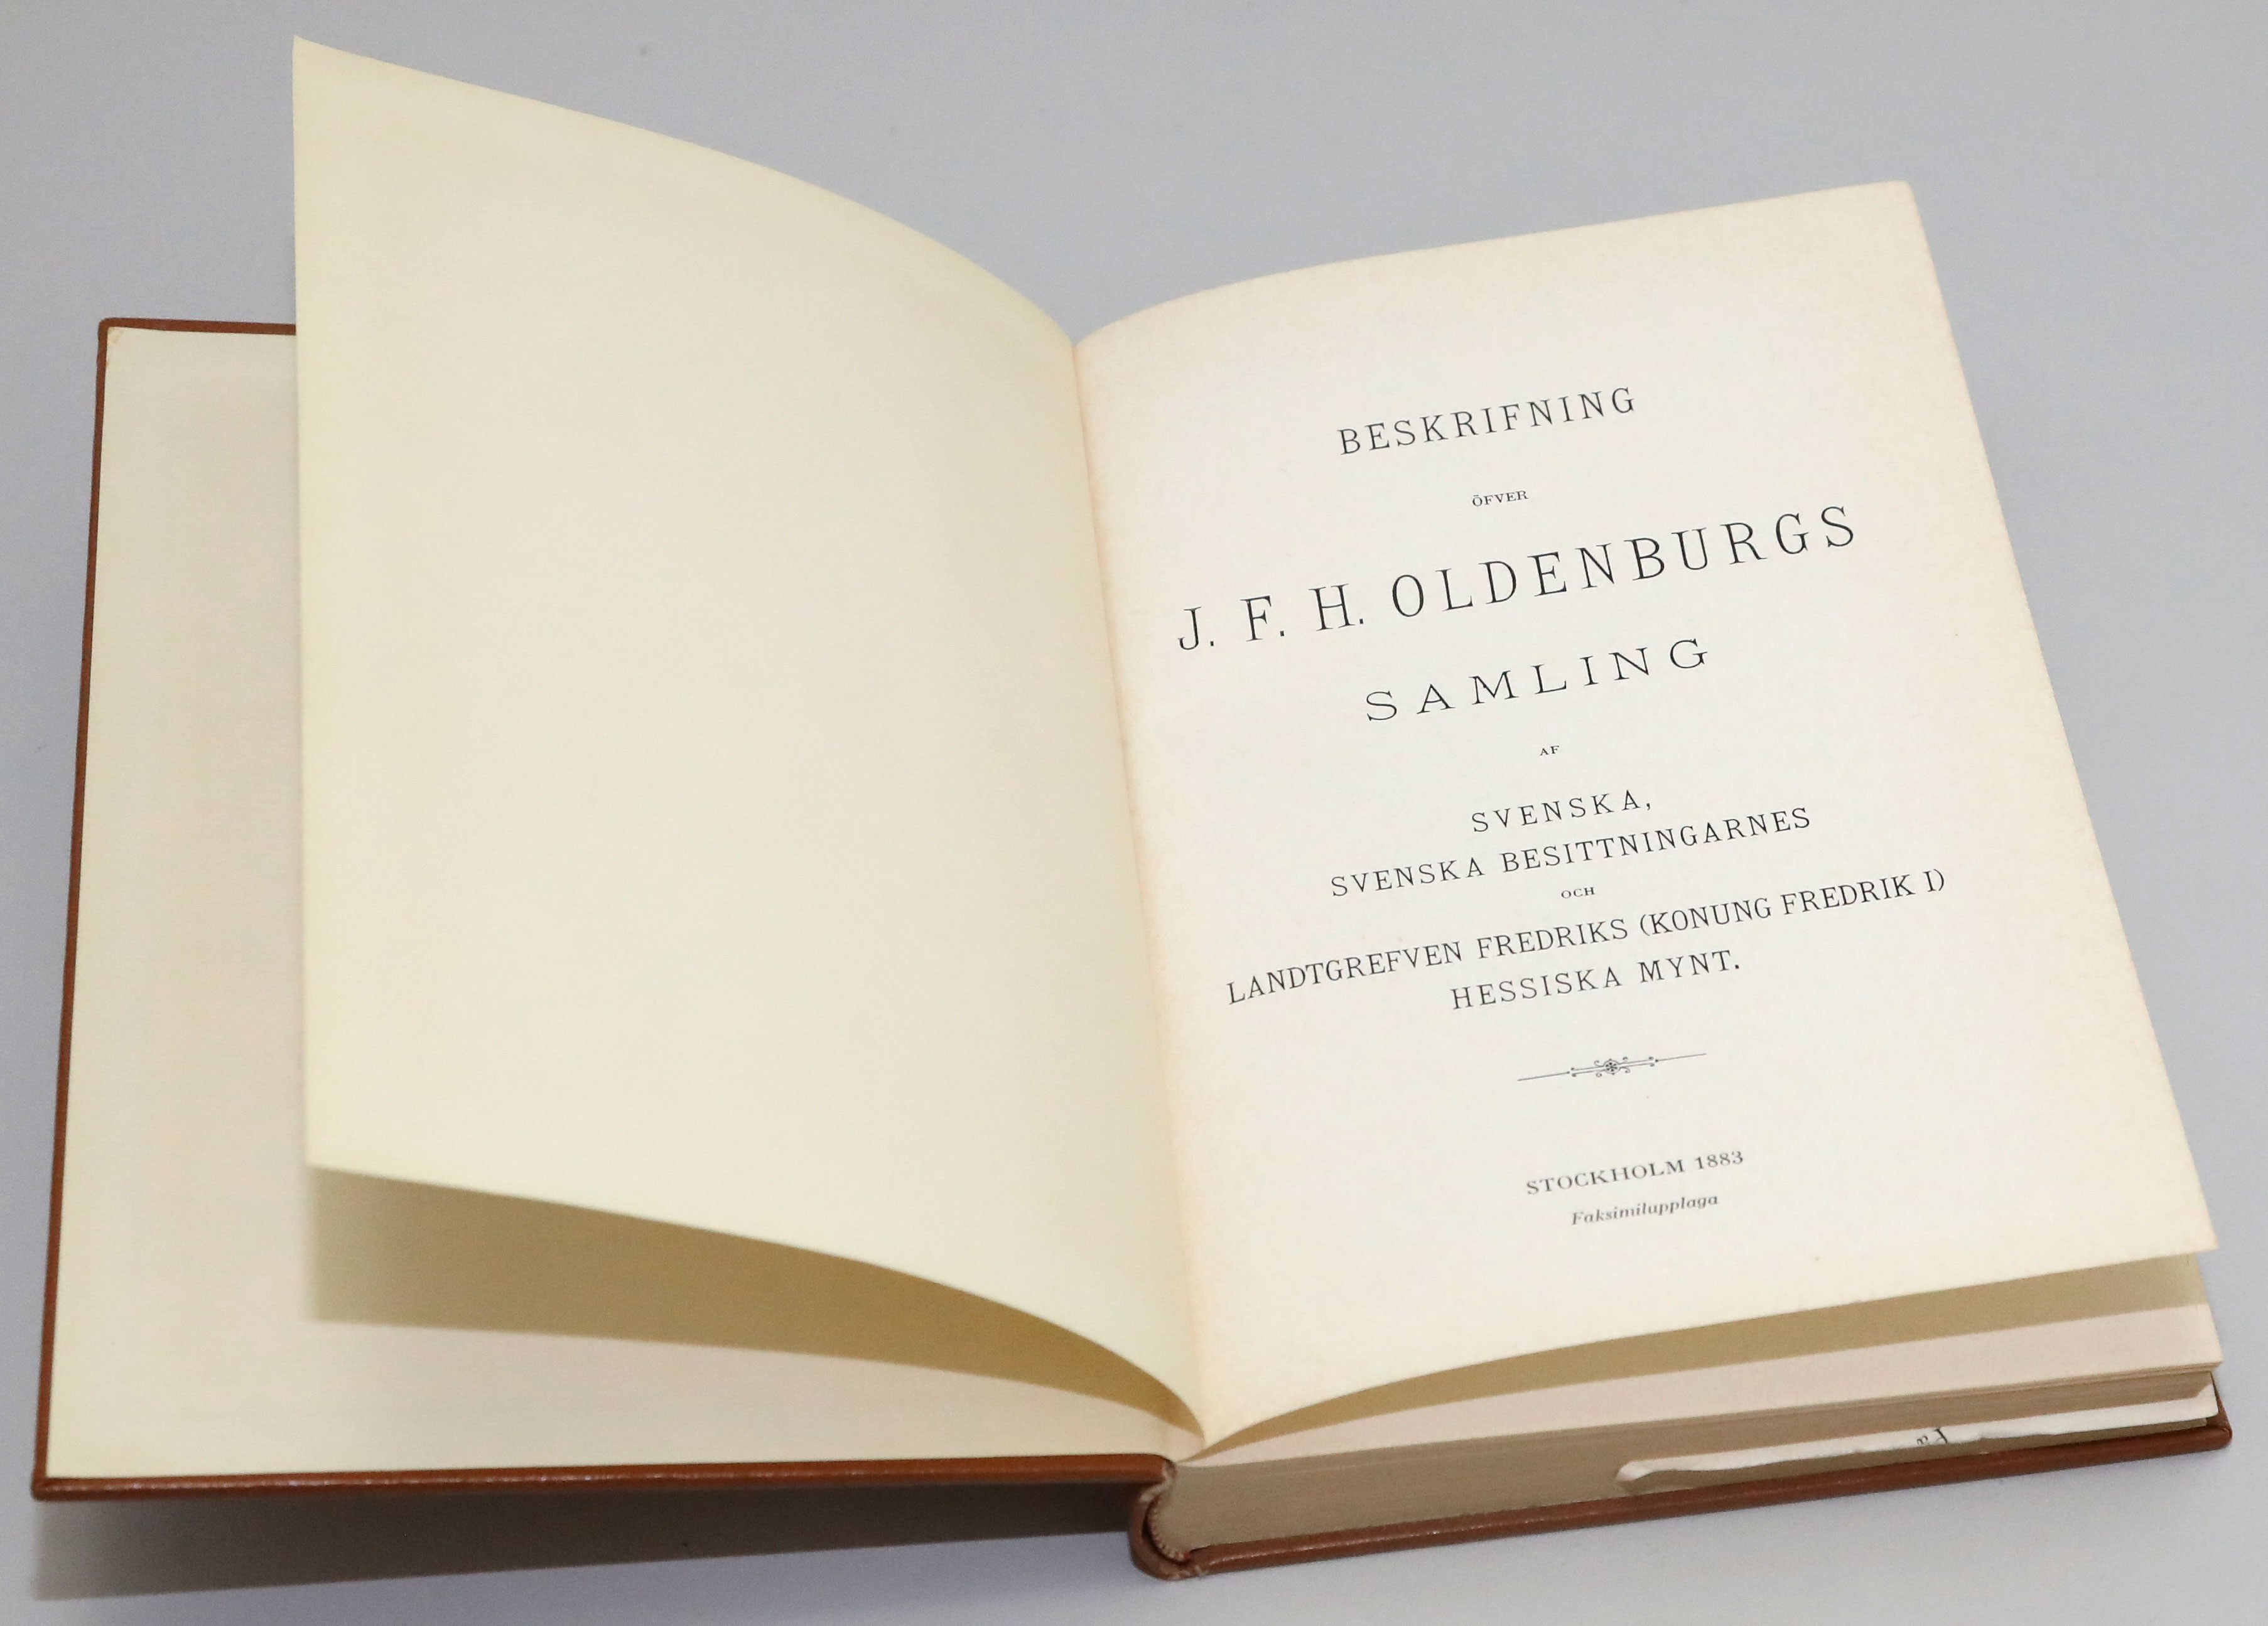 BESKRIFNING
ÖFVER
J. F. H. OLDENBURGS
SAMLING
AF
SVENSKA,
SVENSKA BESITTNINGARNES
OCH
LANDTGREFVEN FREDRIKS (KONUNG FREDRIK I)
HESSISKA MYNT.
STOCKHOLM 1883
Faksimilupplaga